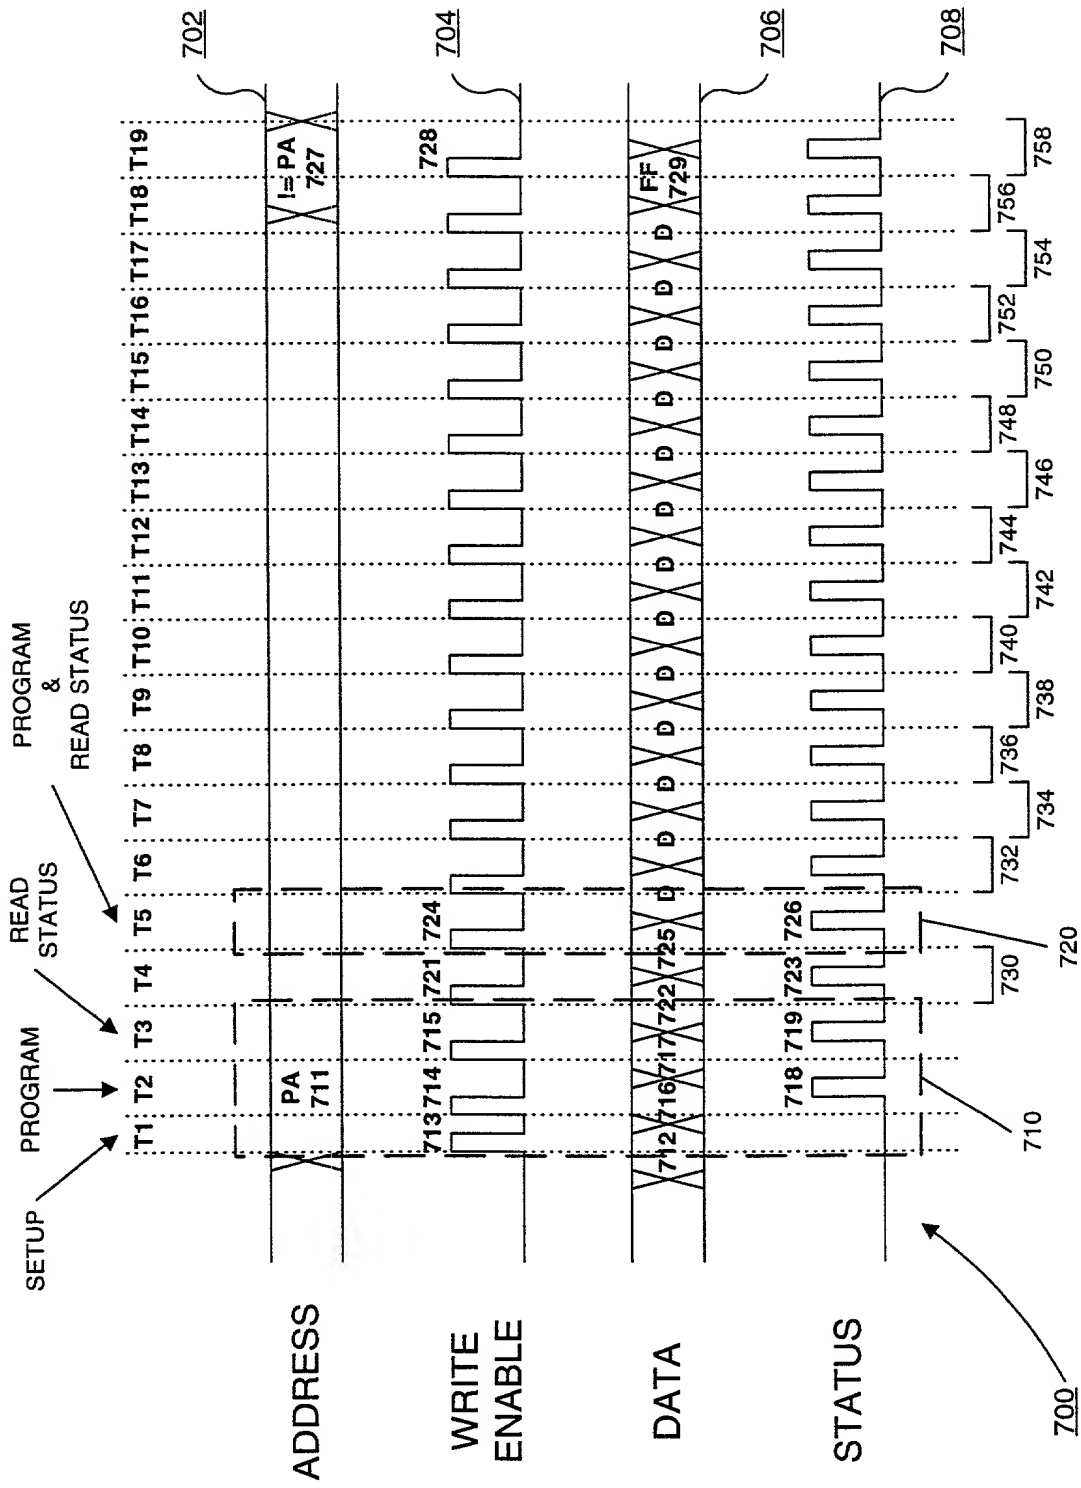 SETUP
PROGRAM
READ
STATUS
PROGRAM
&
READ STATUS
T1 T2 T3 T4 T5 T6 T7 T8 T9 T10 T11 T12 T13 T14 T15 T16 T17 T18 T19
ADDRESS
PA
711
!= PA
727
702
WRITE
ENABLE
713 714 715 721 724 728
704
DATA
712 716 717 722 725 D D D D D D D D D D D D D FF
729
706
STATUS
718 719 723 726
708
700
710
720
730 732 734 736 738 740 742 744 746 748 750 752 754 756 758